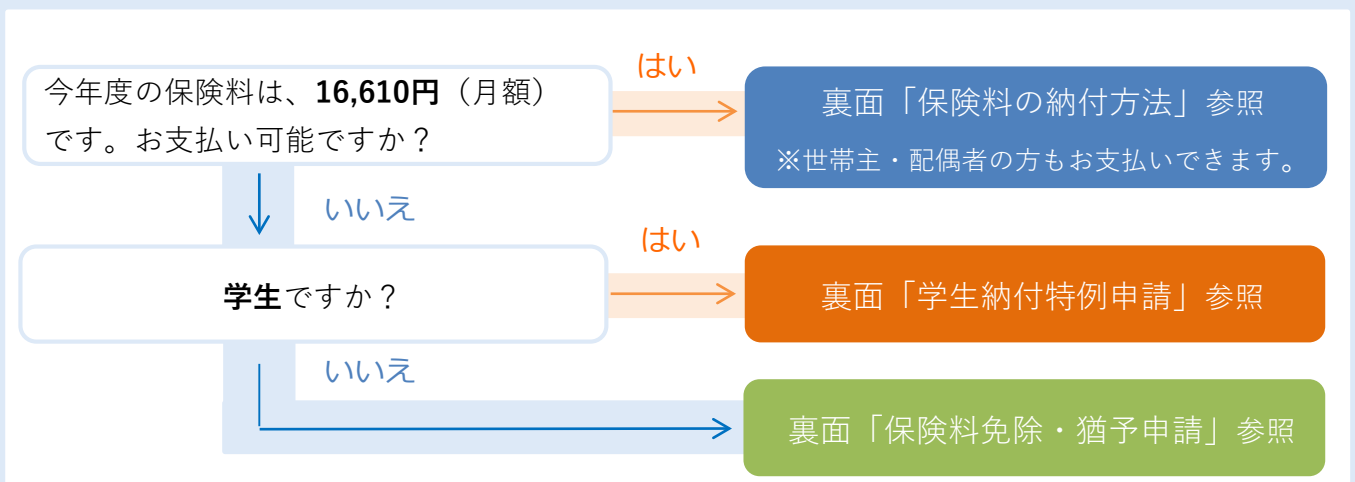 今年度の保険料は、16,610円（月額）
です。お支払い可能ですか？
はい
裏面「保険料の納付方法」参照
※世帯主・配偶者の方もお支払いできます。
いいえ
学生ですか？
はい
裏面「学生納付特例申請」参照
いいえ
裏面「保険料免除・猶予申請」参照